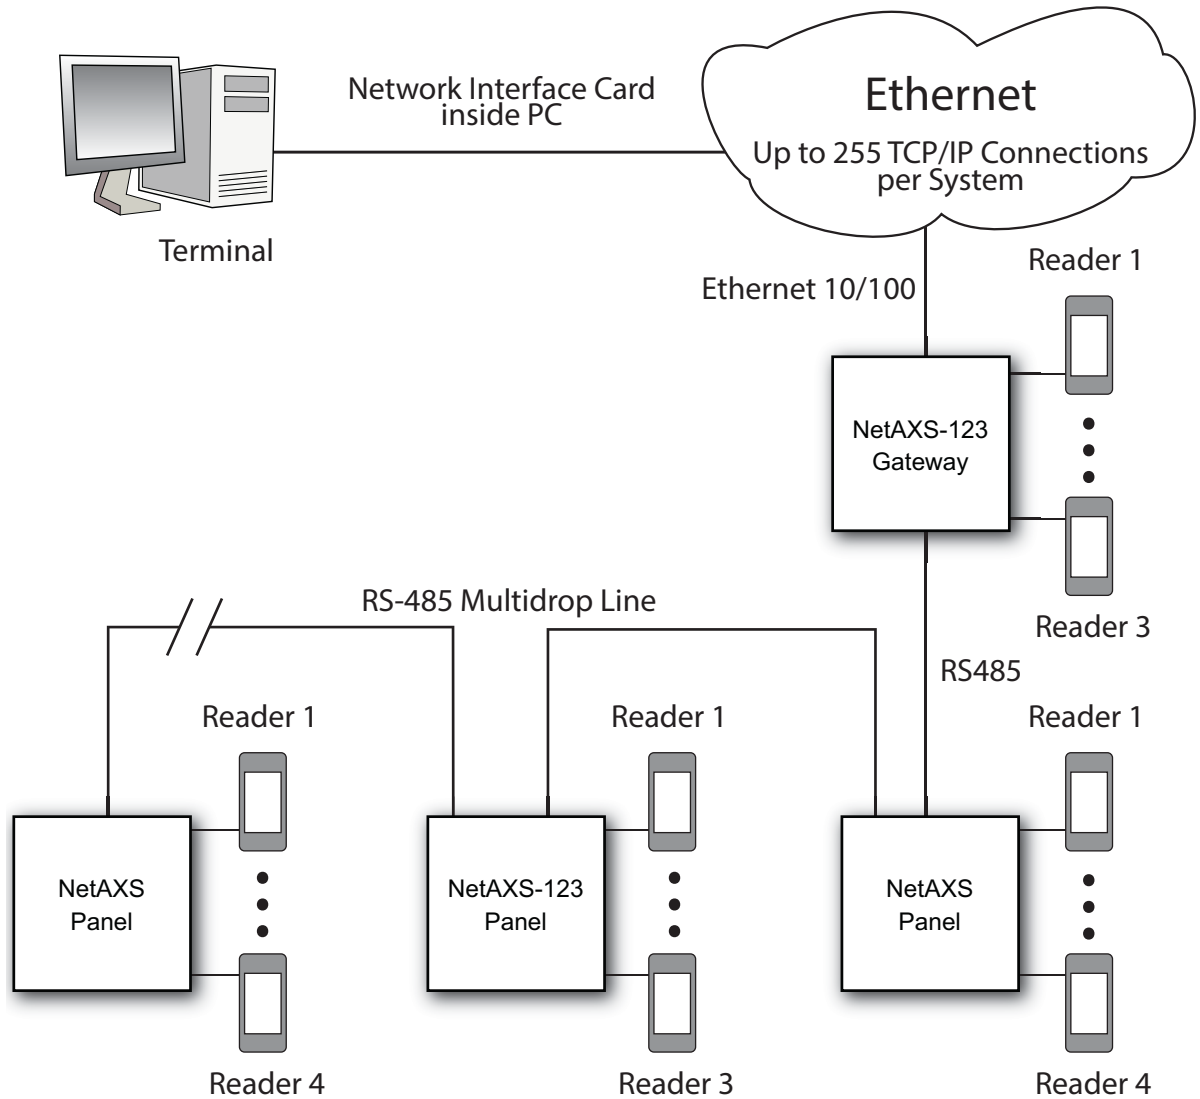 Network Interface Card
inside PC
Ethernet
Up to 255 TCP/IP Connections
per System
Terminal
Ethernet 10/100
Reader 1
NetAXS-123
Gateway
Reader 3
RS-485 Multidrop Line
RS485
Reader 1
Reader 1
Reader 1
NetAXS
Panel
NetAXS-123
Panel
NetAXS
Panel
Reader 4
Reader 3
Reader 4